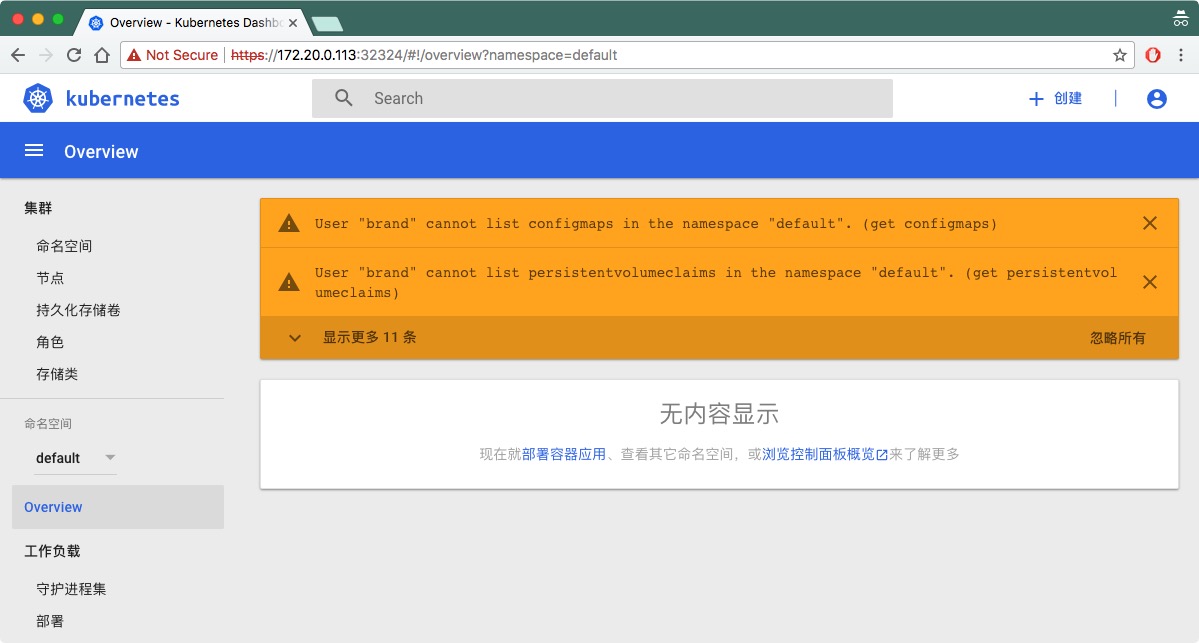 Overview - Kubernetes Dashbo
Not Secure https://172.20.0.113:32324/#!/overview?namespace=default
kubernetes
Search
创建
Overview
集群
命名空间
节点
持久化存储卷
角色
存储类
命名空间
default
Overview
工作负载
守护进程集
部署
User "brand" cannot list configmaps in the namespace "default". (get configmaps)
User "brand" cannot list persistentvolumeclaims in the namespace "default". (get persistentvol
umeclaims)
显示更多 11 条
忽略所有
无内容显示
现在就部署容器应用、查看其它命名空间，或浏览控制面板概览来了解更多